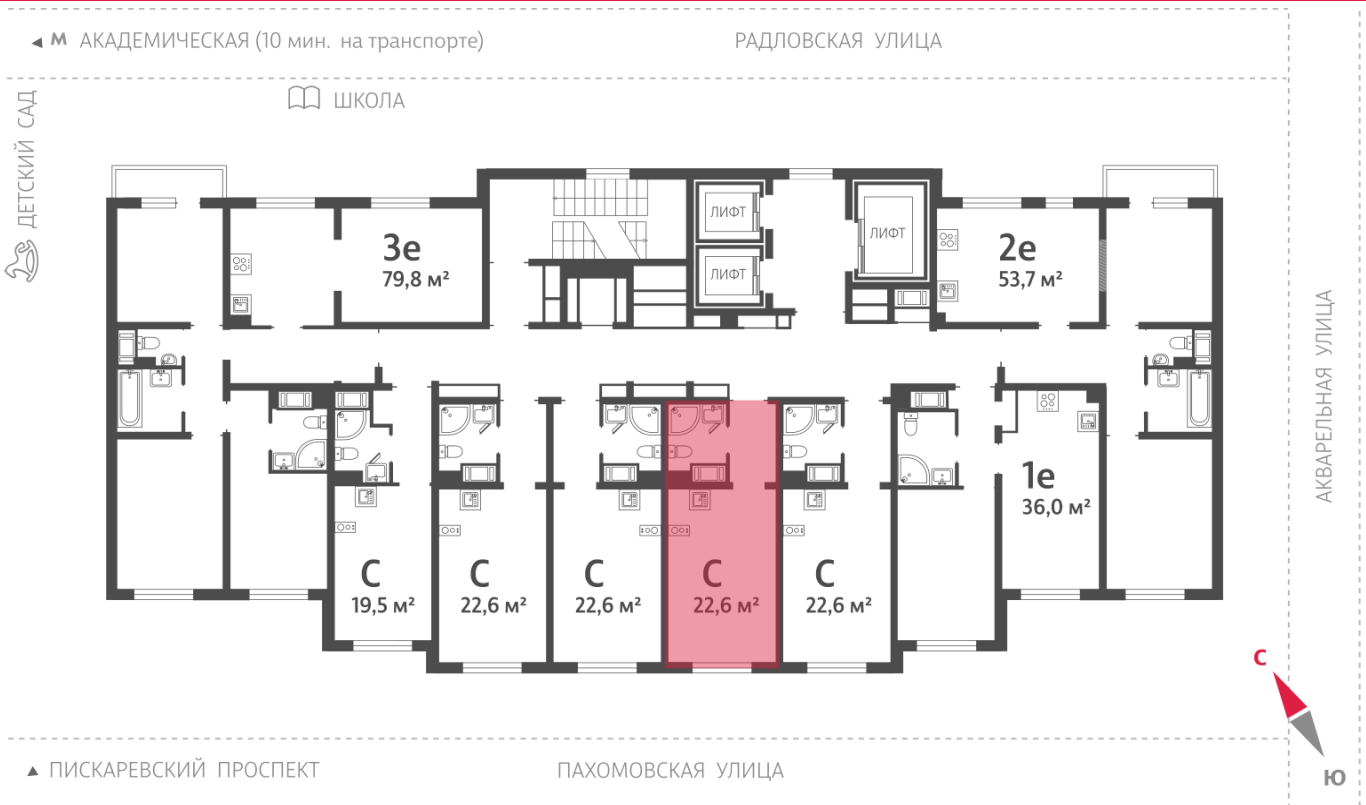 М АКАДЕМИЧЕСКАЯ (10 мин. на транспорте)
РАДЛОВСКАЯ УЛИЦА
ШКОЛА
ДЕТСКИЙ САД
3е
79,8 м²
ЛИФТ
ЛИФТ
ЛИФТ
2е
53,7 м²
АКВАРЕЛЬНАЯ УЛИЦА
1е
36,0 м²
С
19,5 м²
С
22,6 м²
С
22,6 м²
С
22,6 м²
С
22,6 м²
С
Ю
ПИСКАРЕВСКИЙ ПРОСПЕКТ
ПАХОМОВСКАЯ УЛИЦА